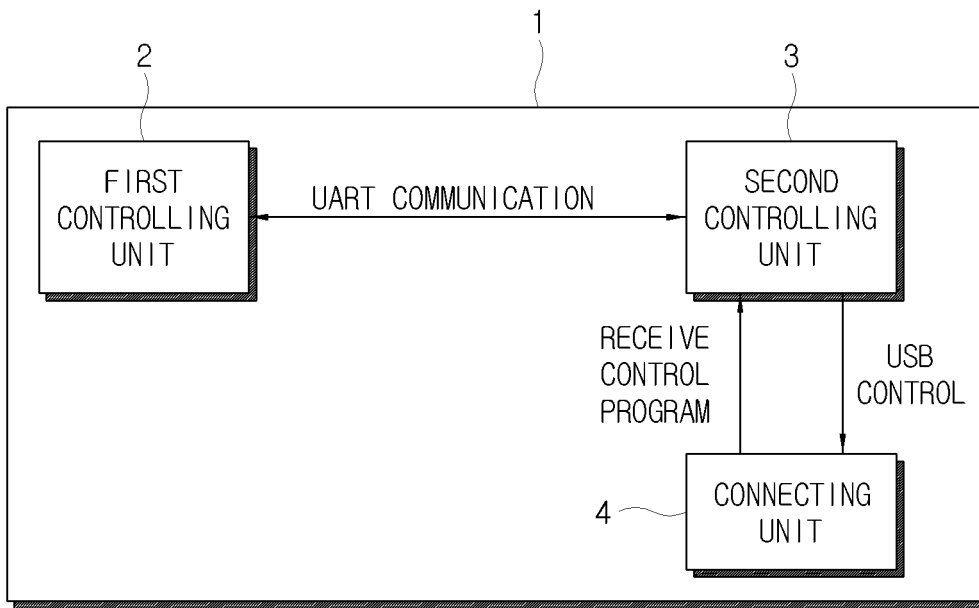 1
2
3
FIRST
CONTROLLING
UNIT
UART COMMUNICATION
SECOND
CONTROLLING
UNIT
RECEIVE
CONTROL
PROGRAM
USB
CONTROL
4
CONNECTING
UNIT